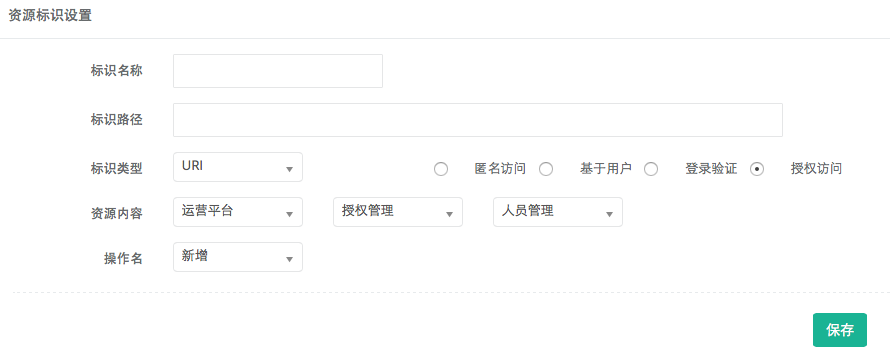 资源标识设置
标识名称
标识路径
标识类型 URI 匿名访问 基于用户 登录验证 授权访问
资源内容 运营平台 授权管理 人员管理
操作名 新增
保存